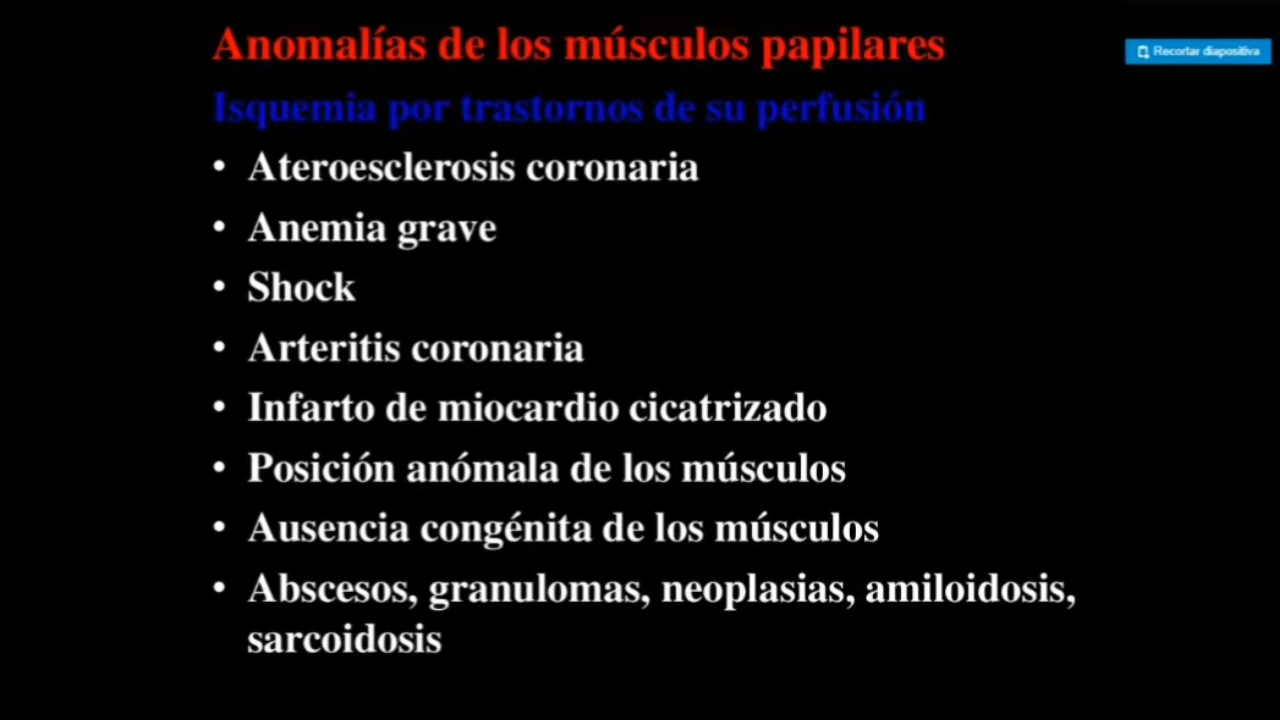 Anomalías de los músculos papilares
Recortar diapositiva
Isquemia por trastornos de su perfusión
• Ateroesclerosis coronaria
• Anemia grave
• Shock
• Arteritis coronaria
• Infarto de miocardio cicatrizado
• Posición anómala de los músculos
• Ausencia congénita de los músculos
• Abscesos, granulomas, neoplasias, amiloidosis,
sarcoidosis